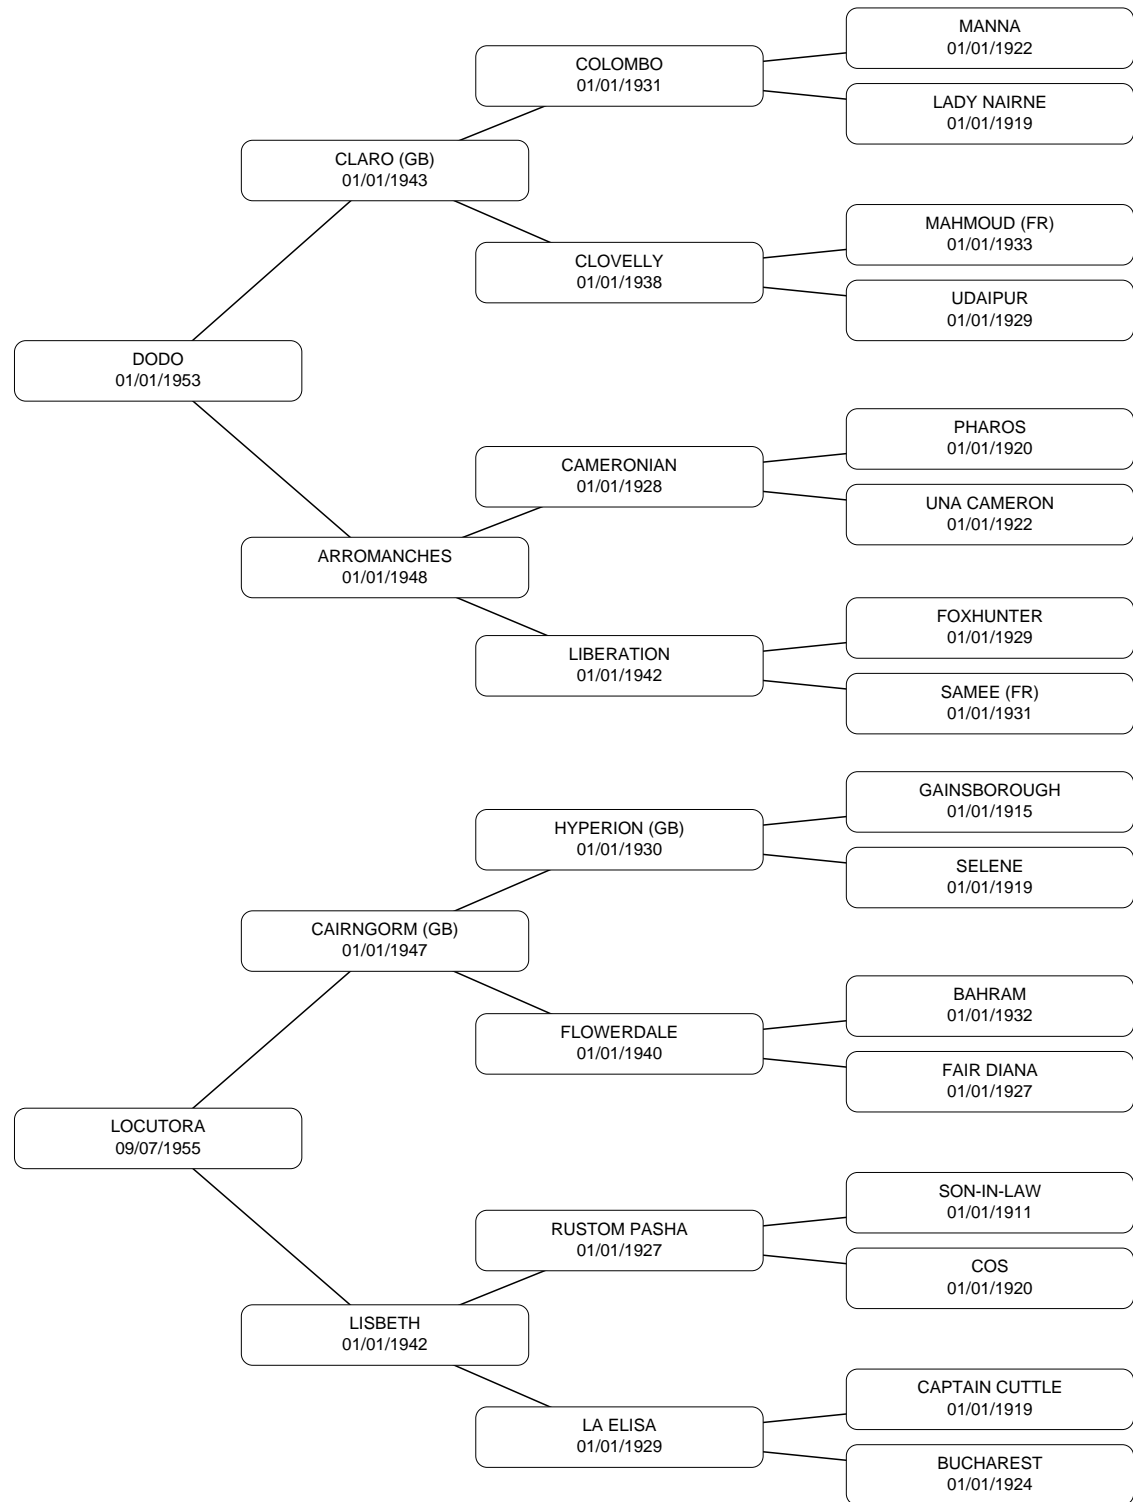 MANNA
01/01/1922
COLOMBO
01/01/1931
LADY NAIRNE
01/01/1919
CLARO (GB)
01/01/1943
MAHMOUD (FR)
01/01/1933
CLOVELLY
01/01/1938
UDAIPUR
01/01/1929
DODO
01/01/1953
PHAROS
01/01/1920
CAMERONIAN
01/01/1928
UNA CAMERON
01/01/1922
ARROMANCHES
01/01/1948
FOXHUNTER
01/01/1929
LIBERATION
01/01/1942
SAMEE (FR)
01/01/1931
GAINSBOROUGH
01/01/1915
HYPERION (GB)
01/01/1930
SELENE
01/01/1919
CAIRNGORM (GB)
01/01/1947
BAHRAM
01/01/1932
FLOWERDALE
01/01/1940
FAIR DIANA
01/01/1927
LOCUTORA
09/07/1955
SON-IN-LAW
01/01/1911
RUSTOM PASHA
01/01/1927
COS
01/01/1920
LISBETH
01/01/1942
CAPTAIN CUTTLE
01/01/1919
LA ELISA
01/01/1929
BUCHAREST
01/01/1924